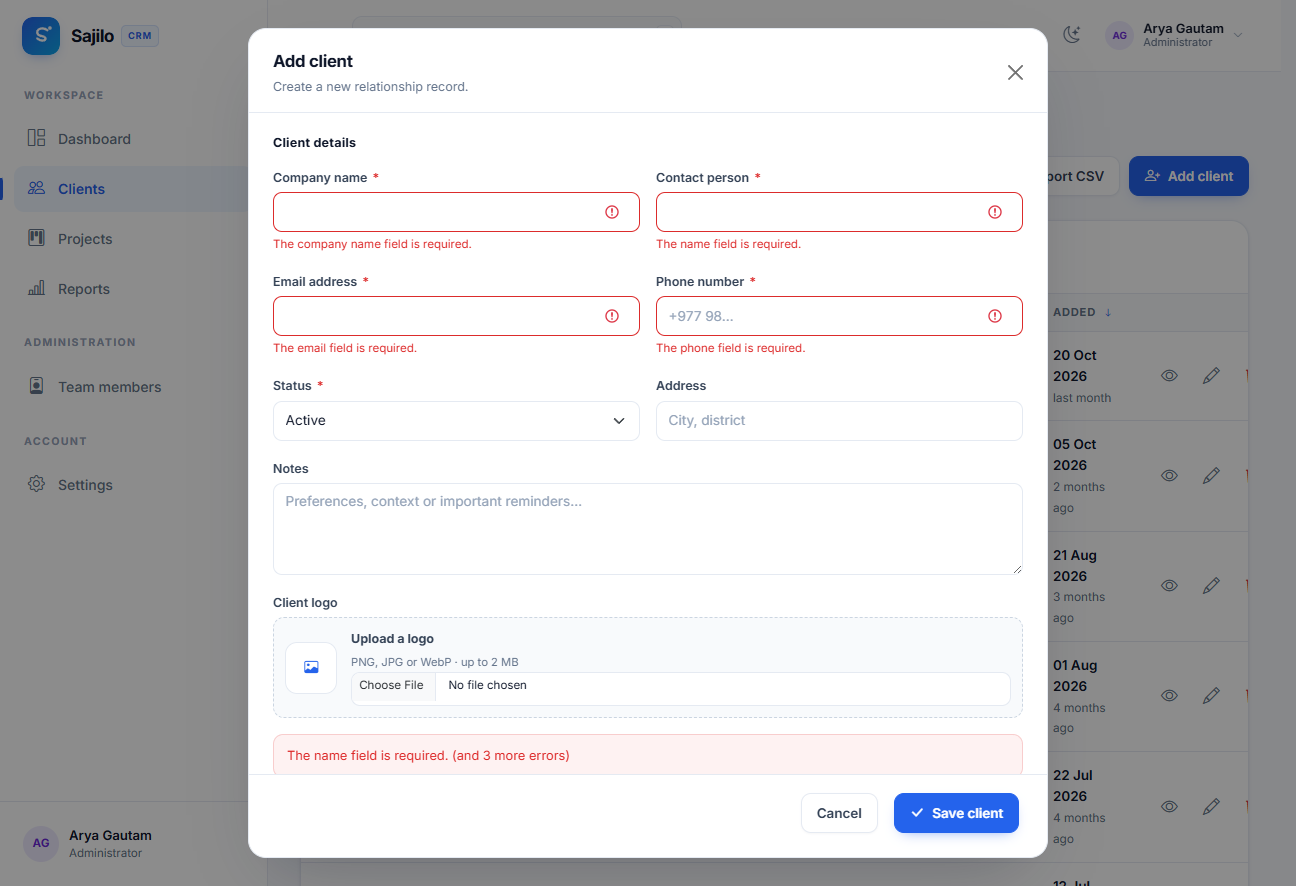 Sajilo CRM
WORKSPACE
Dashboard
Clients
Projects
Reports
ADMINISTRATION
Team members
ACCOUNT
Settings
AG
Arya Gautam
Administrator
AG
Arya Gautam
Administrator
port CSV
Add client
ADDED ↓
20 Oct
2026
last month
05 Oct
2026
2 months
ago
21 Aug
2026
3 months
ago
01 Aug
2026
4 months
ago
22 Jul
2026
4 months
ago
Add client
Create a new relationship record.
Client details
Company name *
The company name field is required.
Contact person *
The name field is required.
Email address *
The email field is required.
Phone number *
+977 98...
The phone field is required.
Status *
Active
Address
City, district
Notes
Preferences, context or important reminders...
Client logo
Upload a logo
PNG, JPG or WebP · up to 2 MB
Choose File No file chosen
The name field is required. (and 3 more errors)
Cancel
Save client